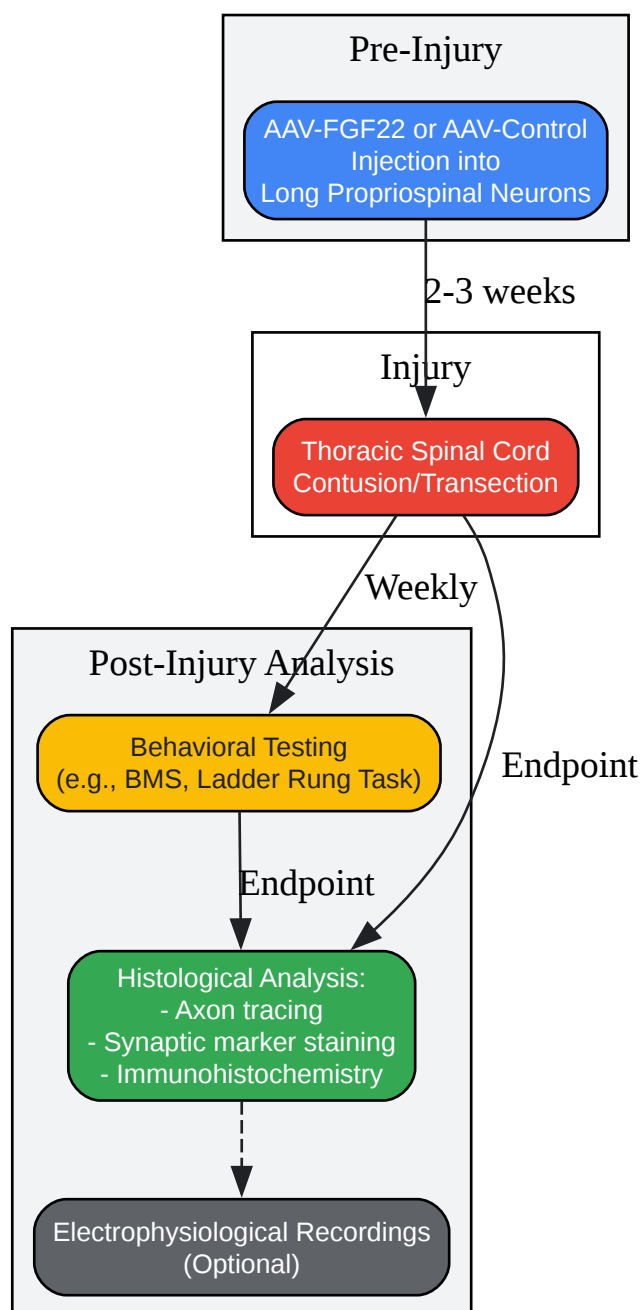 Pre-Injury
AAV-FGF22 or AAV-Control
Injection into
Long Propriospinal Neurons
2-3 weeks
Injury
Thoracic Spinal Cord
Contusion/Transection
Weekly
Post-Injury Analysis
Behavioral Testing
(e.g., BMS, Ladder Rung Task)
Endpoint
Endpoint
Histological Analysis:
- Axon tracing
- Synaptic marker staining
- Immunohistochemistry
Electrophysiological Recordings
(Optional)